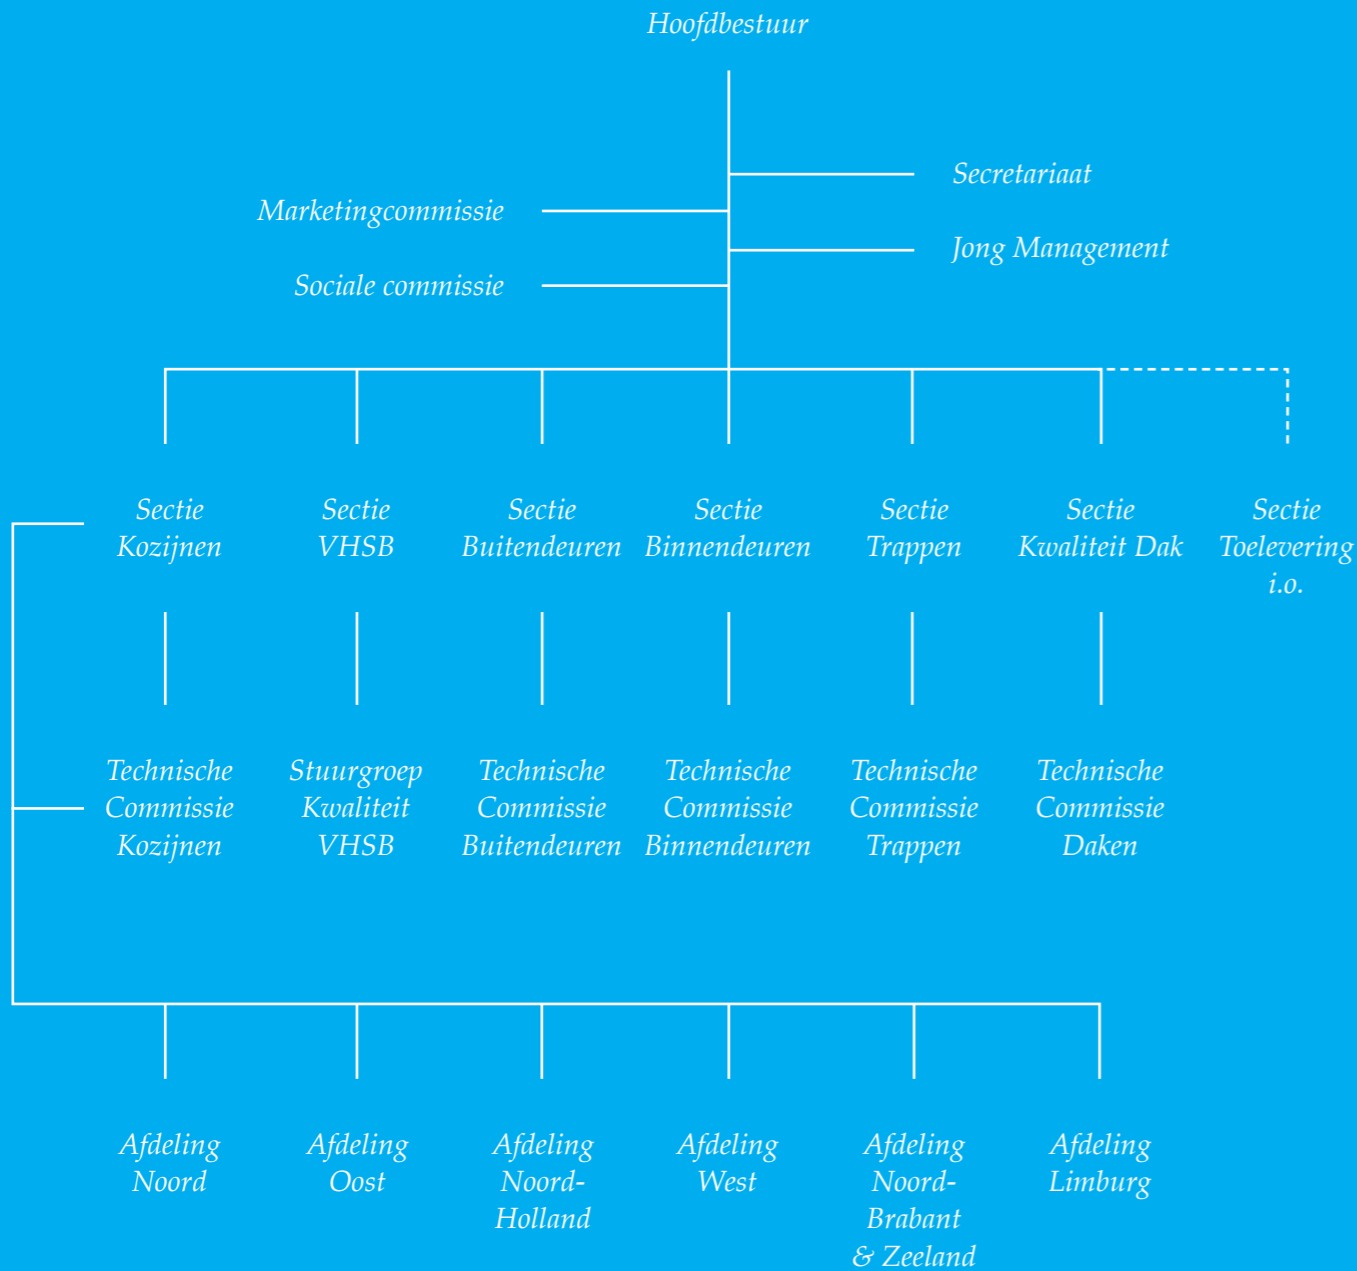 Hoofdbestuur
Secretariaat
Marketingcommissie
Jong Management
Sociale commissie
Sectie
Kozijnen
Sectie
VHSB
Sectie
Buitendeuren
Sectie
Binnendeuren
Sectie
Trappen
Sectie
Kwaliteit Dak
Sectie
Toelevering
i.o.
Technische
Commissie
Kozijnen
Stuurgroep
Kwaliteit
VHSB
Technische
Commissie
Buitendeuren
Technische
Commissie
Binnendeuren
Technische
Commissie
Trappen
Technische
Commissie
Daken
Afdeling
Noord
Afdeling
Oost
Afdeling
Noord-
Holland
Afdeling
West
Afdeling
Noord-
Brabant
& Zeeland
Afdeling
Limburg